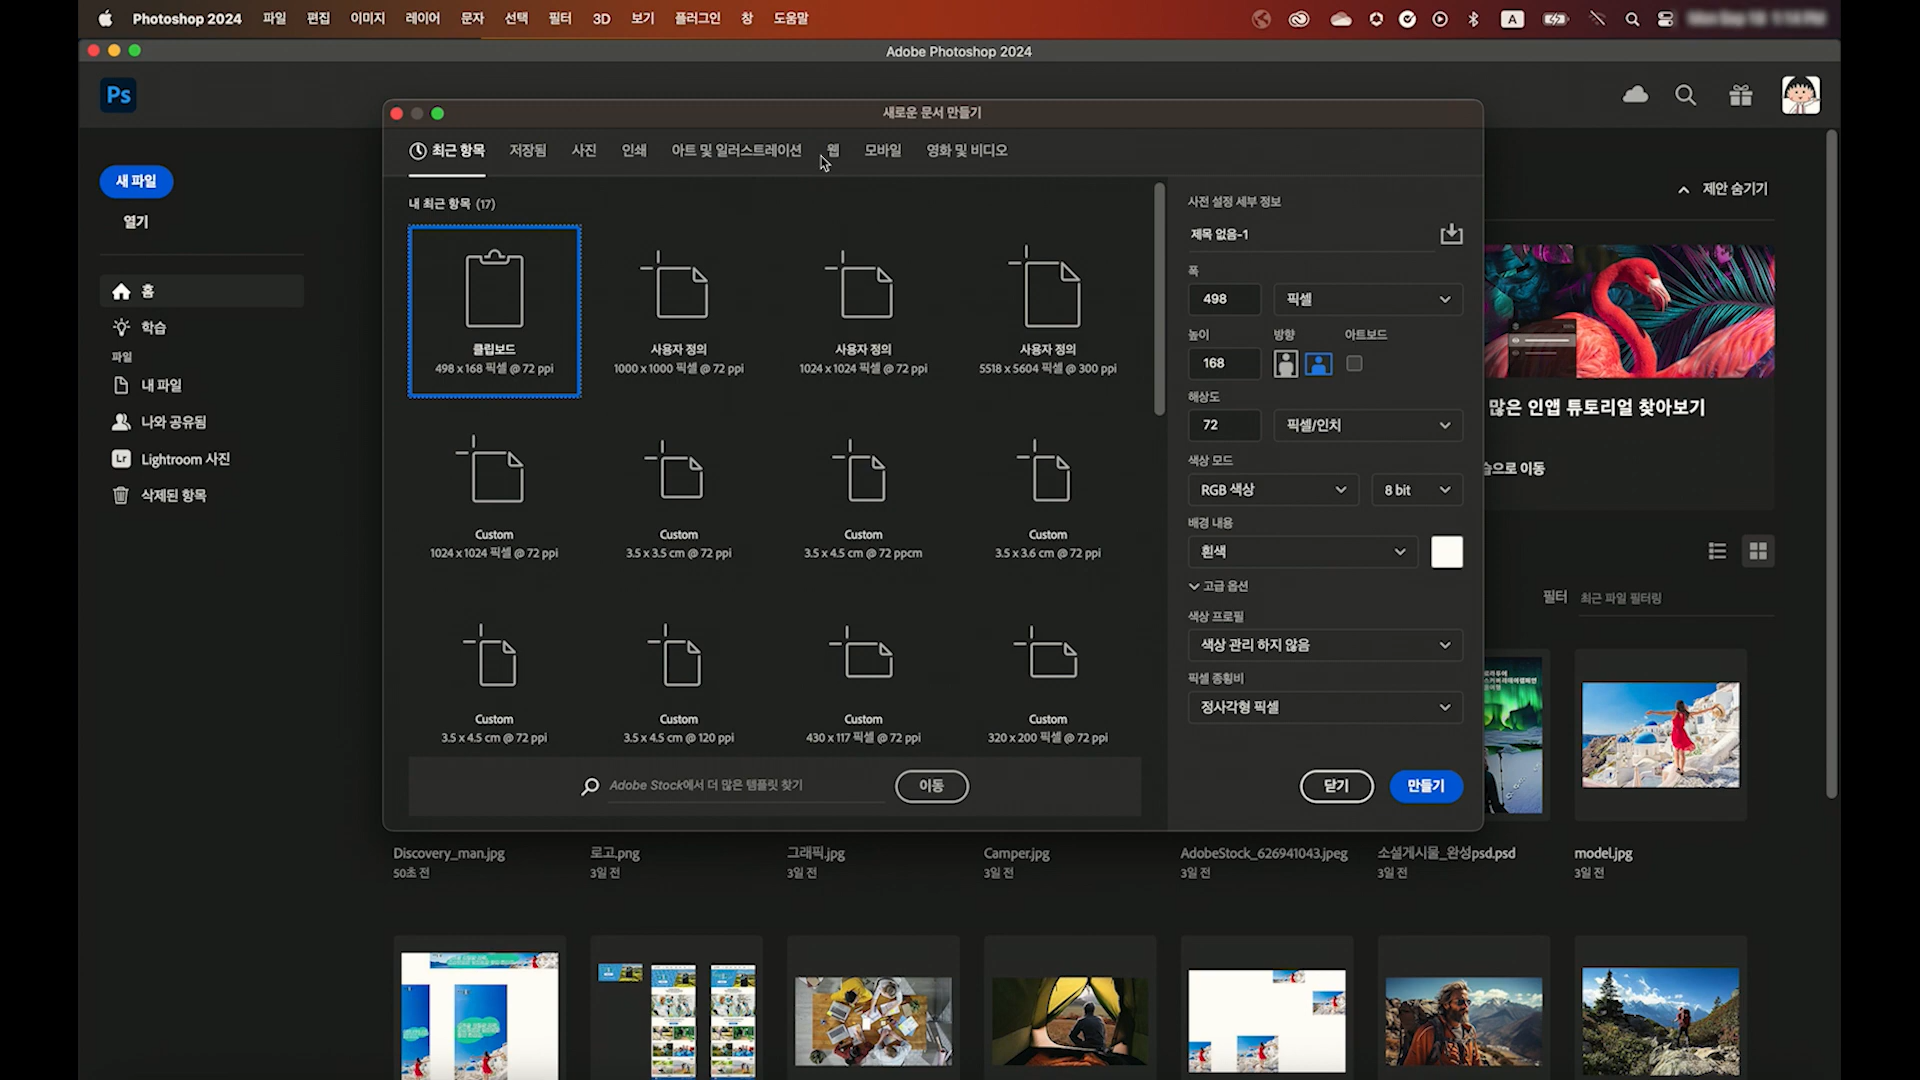 Photoshop 2024 파일 편집 이미지 레이어 문자 선택 필터 3D 보기 플러그인 창 도움말
A
Adobe Photoshop 2024
Ps
새로운 문서 만들기
최근 항목 저장됨 사진 인쇄 아트 및 일러스트레이션 웹 모바일 영화 및 비디오
새 파일
열기
홈
학습
파일
내 파일
나와 공유됨
Lr Lightroom 사진
삭제된 항목
내 최근 항목 (17)
클립보드
498 x 168 픽셀 @ 72 ppi
사용자 정의
1000 x 1000 픽셀 @ 72 ppi
사용자 정의
1024 x 1024 픽셀 @ 72 ppi
사용자 정의
5518 x 5604 픽셀 @ 300 ppi
Custom
1024 x 1024 픽셀 @ 72 ppi
Custom
3.5 x 3.5 cm @ 72 ppi
Custom
3.5 x 4.5 cm @ 72 ppcm
Custom
3.5 x 3.6 cm @ 72 ppi
Custom
3.5 x 4.5 cm @ 72 ppi
Custom
3.5 x 4.5 cm @ 120 ppi
Custom
430 x 117 픽셀 @ 72 ppi
Custom
320 x 200 픽셀 @ 72 ppi
Adobe Stock에서 더 많은 템플릿 찾기
이동
사전 설정 세부 정보
제목 없음-1
폭
498 픽셀
높이 방향 아트보드
168
해상도
72 픽셀/인치
색상 모드
RGB 색상 8 bit
배경 내용
흰색
고급 옵션
색상 프로필
색상 관리 하지 않음
픽셀 종횡비
정사각형 픽셀
닫기 만들기
제안 숨기기
많은 인앱 튜토리얼 찾아보기
습으로 이동
필터 최근 파일 필터링
Discovery_man.jpg
50초 전
로고.png
3일 전
그래픽.jpg
3일 전
Camper.jpg
3일 전
AdobeStock_626941043.jpeg
3일 전
소셜게시물_완성psd.psd
3일 전
model.jpg
3일 전